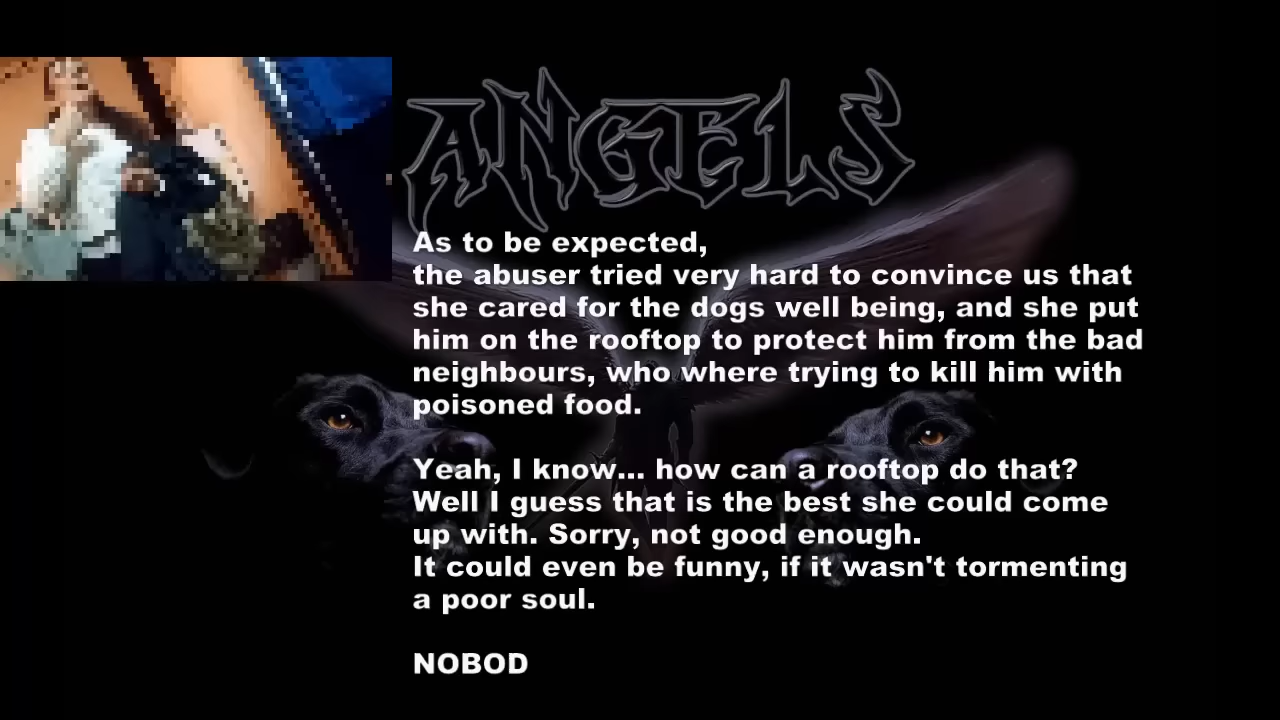 ANGELS
As to be expected,
the abuser tried very hard to convince us that
she cared for the dogs well being, and she put
him on the rooftop to protect him from the bad
neighbours, who where trying to kill him with
poisoned food.
Yeah, I know... how can a rooftop do that?
Well I guess that is the best she could come
up with. Sorry, not good enough.
It could even be funny, if it wasn't tormenting
a poor soul.
NOBOD